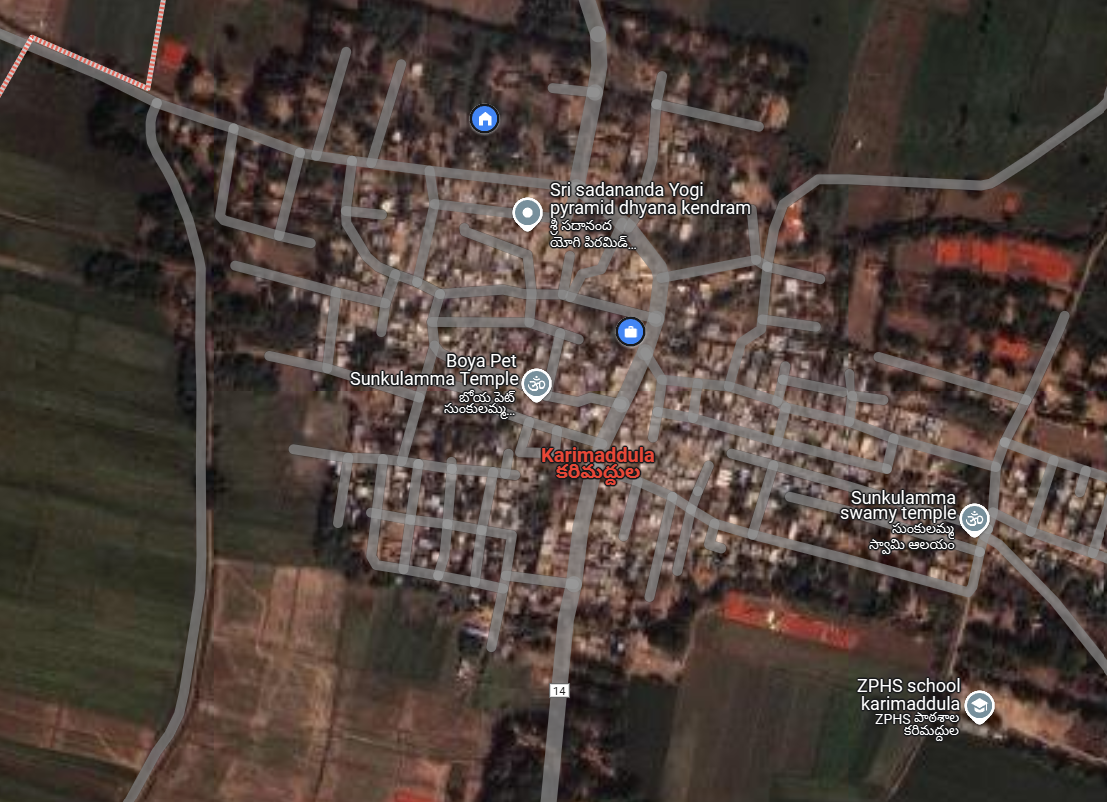 Sri sadananda Yogi
pyramid dhyana kendram
శ్రీ సదానంద
యోగి పిరమిడ్...
Boya Pet
Sunkulamma Temple
బోయ పేట్
సుంకులమ్మ...
Karimaddula
కరిమద్దుల
Sunkulamma
swamy temple
సుంకులమ్మ
స్వామి ఆలయం
14
ZPHS school
karimaddula
ZPHS పాఠశాల
కరిమద్దుల